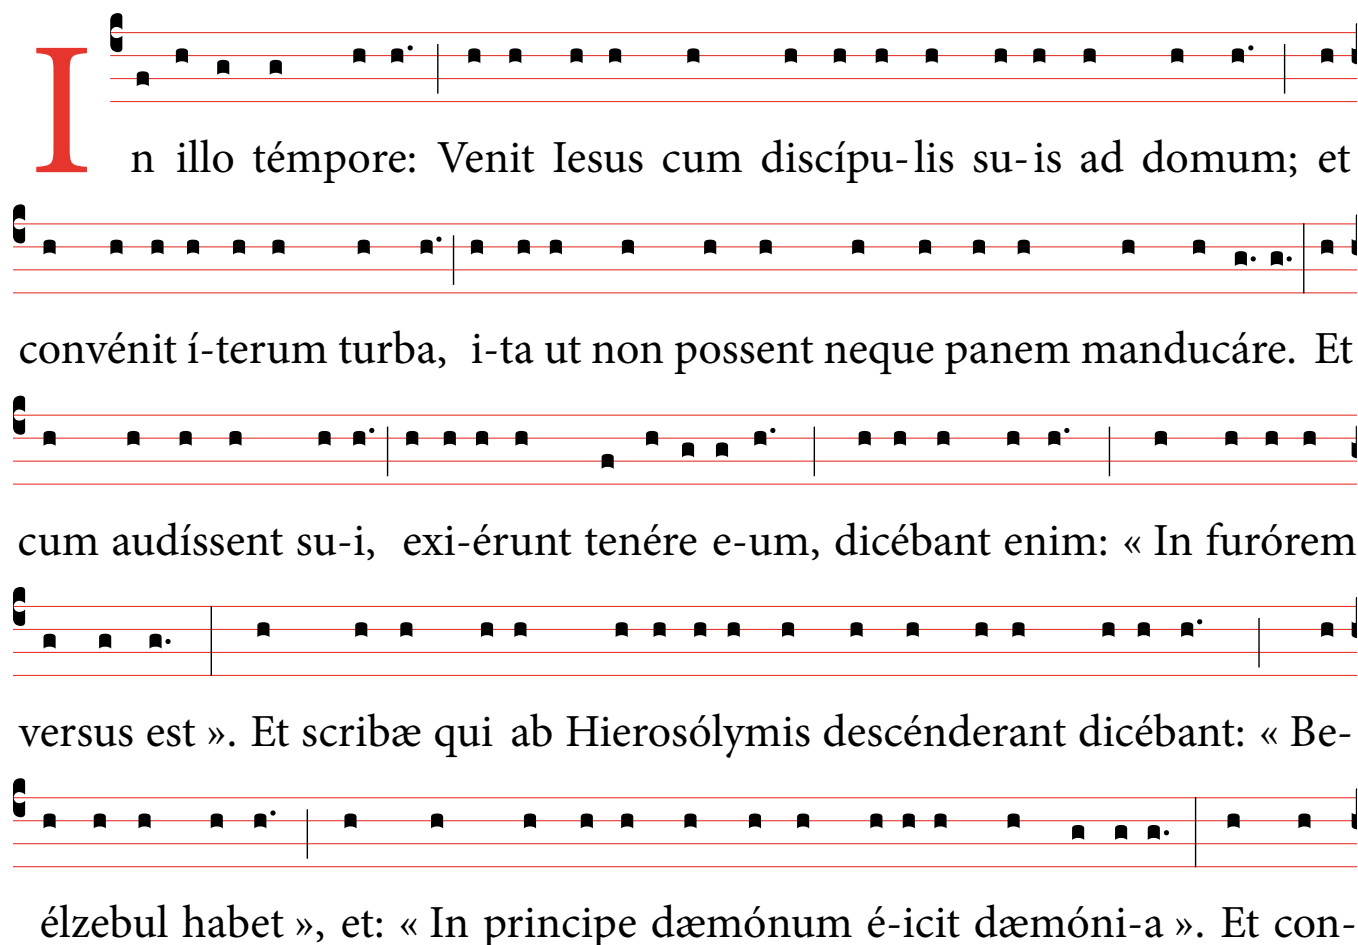 In illo témpore: Venit Iesus cum discípu-lis su-is ad domum; et
convénit í-terum turba, i-ta ut non possent neque panem manducáre. Et
cum audíssent su-i, exi-érunt tenére e-um, dicébant enim: « In furórem
versus est ». Et scribæ qui ab Hierosólymis descénderant dicébant: « Be-
élzebul habet », et: « In principe dæmónum é-icit dæmóni-a ». Et con-